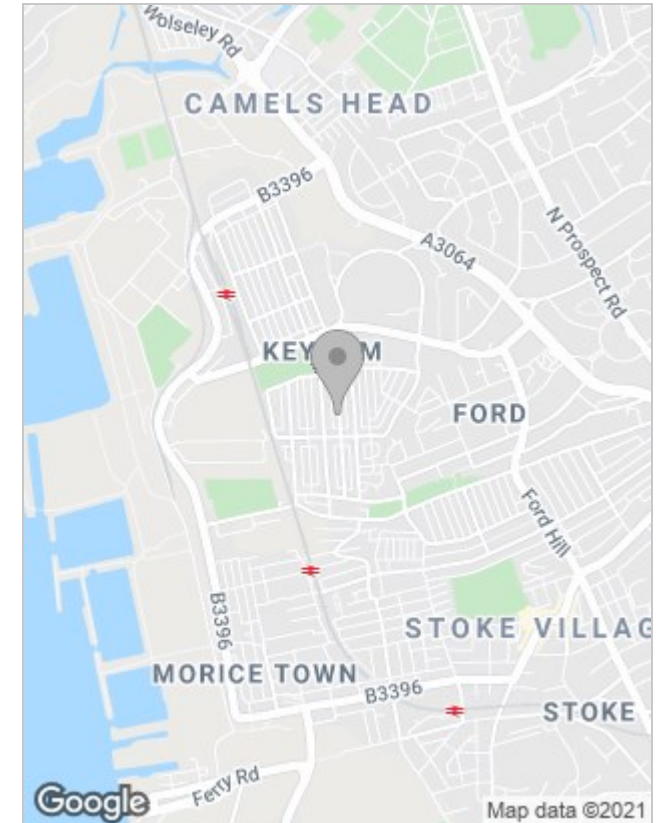 Wolseley Rd
CAMELS HEAD
B3396
N Prospect Rd
A3064
FORD
Ford Hill
B3396
STOKE VILLAG
MORICE TOWN
B3396
STOKE
Ferry Rd
Google
Map data ©2021